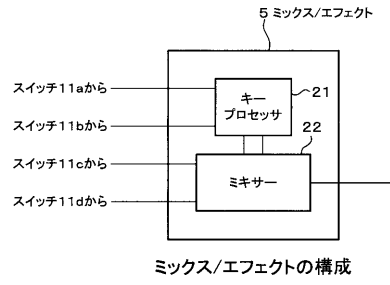 5 ミックス/エフェクト
スイッチ11aから
キー
プロセッサ
21
スイッチ11bから
22
スイッチ11cから
ミキサー
スイッチ11dから
ミックス/エフェクトの構成